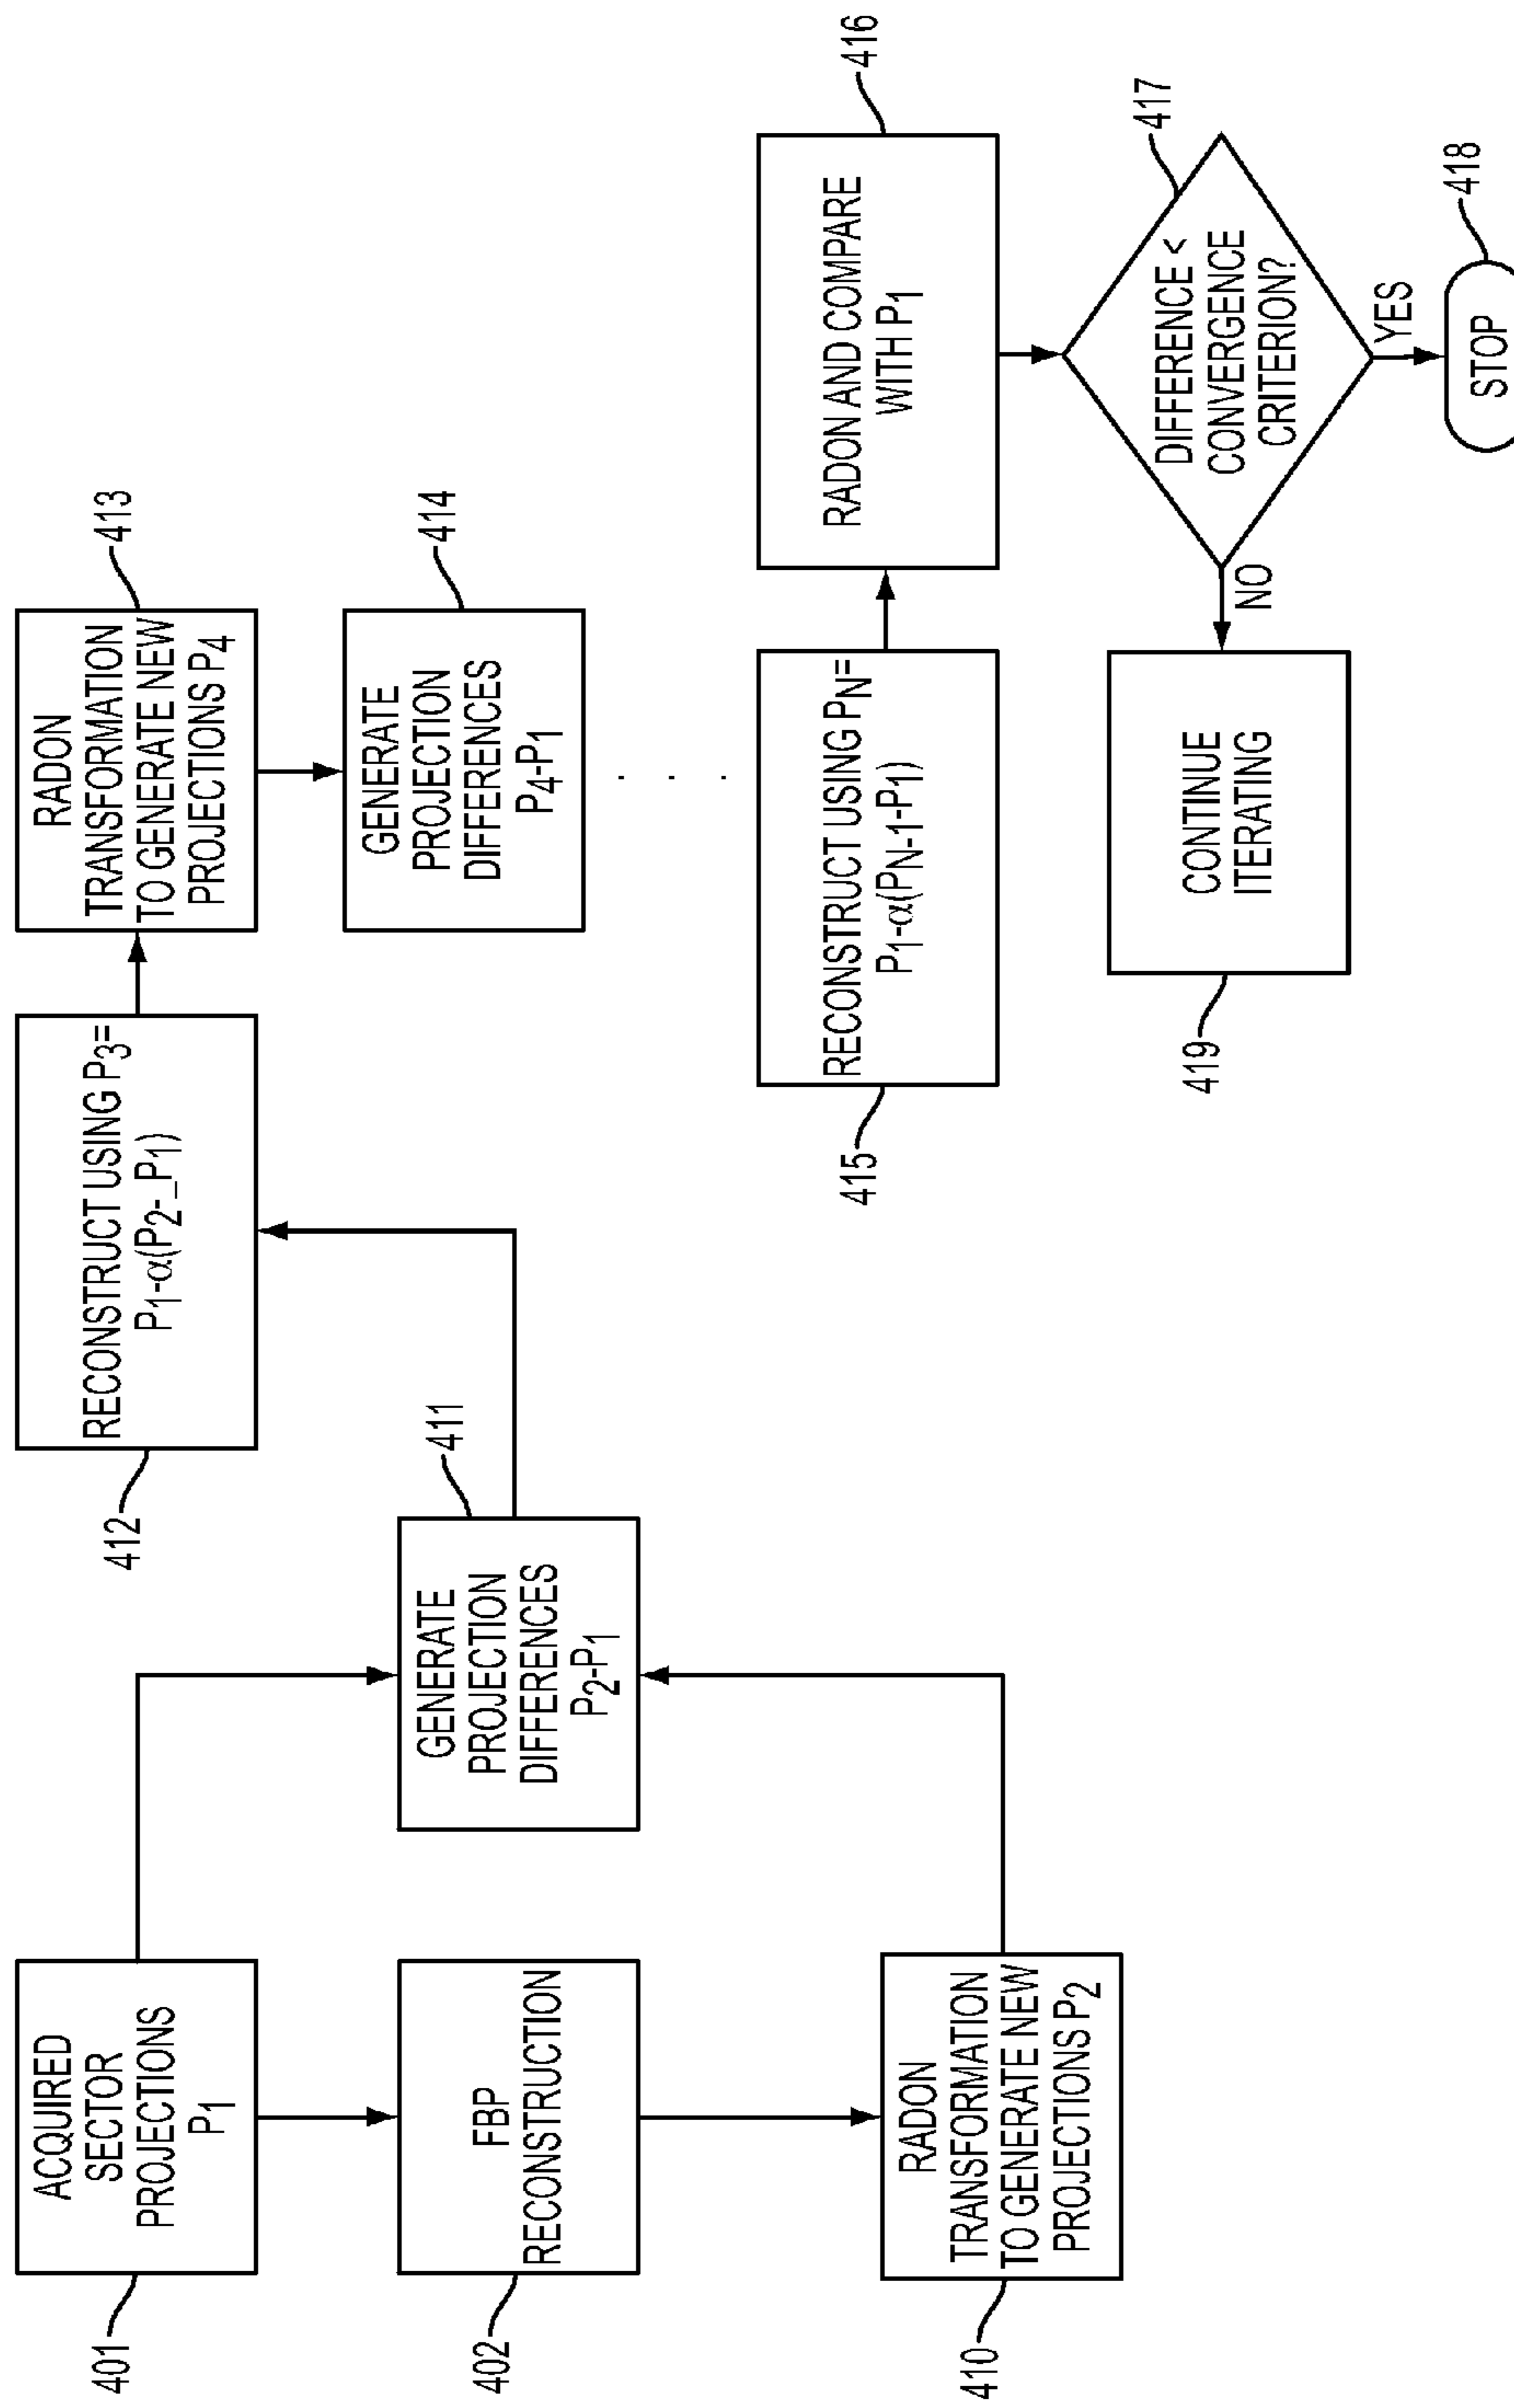 401
ACQUIRED
SECTOR
PROJECTIONS
P1
402
FBP
RECONSTRUCTION
410
RADON
TRANSFORMATION
TO GENERATE NEW
PROJECTIONS P2
411
GENERATE
PROJECTION
DIFFERENCES
P2-P1
412
RECONSTRUCT USING P3=
P1-α(P2-_P1)
413
RADON
TRANSFORMATION
TO GENERATE NEW
PROJECTIONS P4
414
GENERATE
PROJECTION
DIFFERENCES
P4-P1
. . .
415
RECONSTRUCT USING PN=
P1-α(PN-1-P1)
416
RADON AND COMPARE
WITH P1
417
DIFFERENCE <
CONVERGENCE
CRITERION?
NO
YES
418
STOP
419
CONTINUE
ITERATING